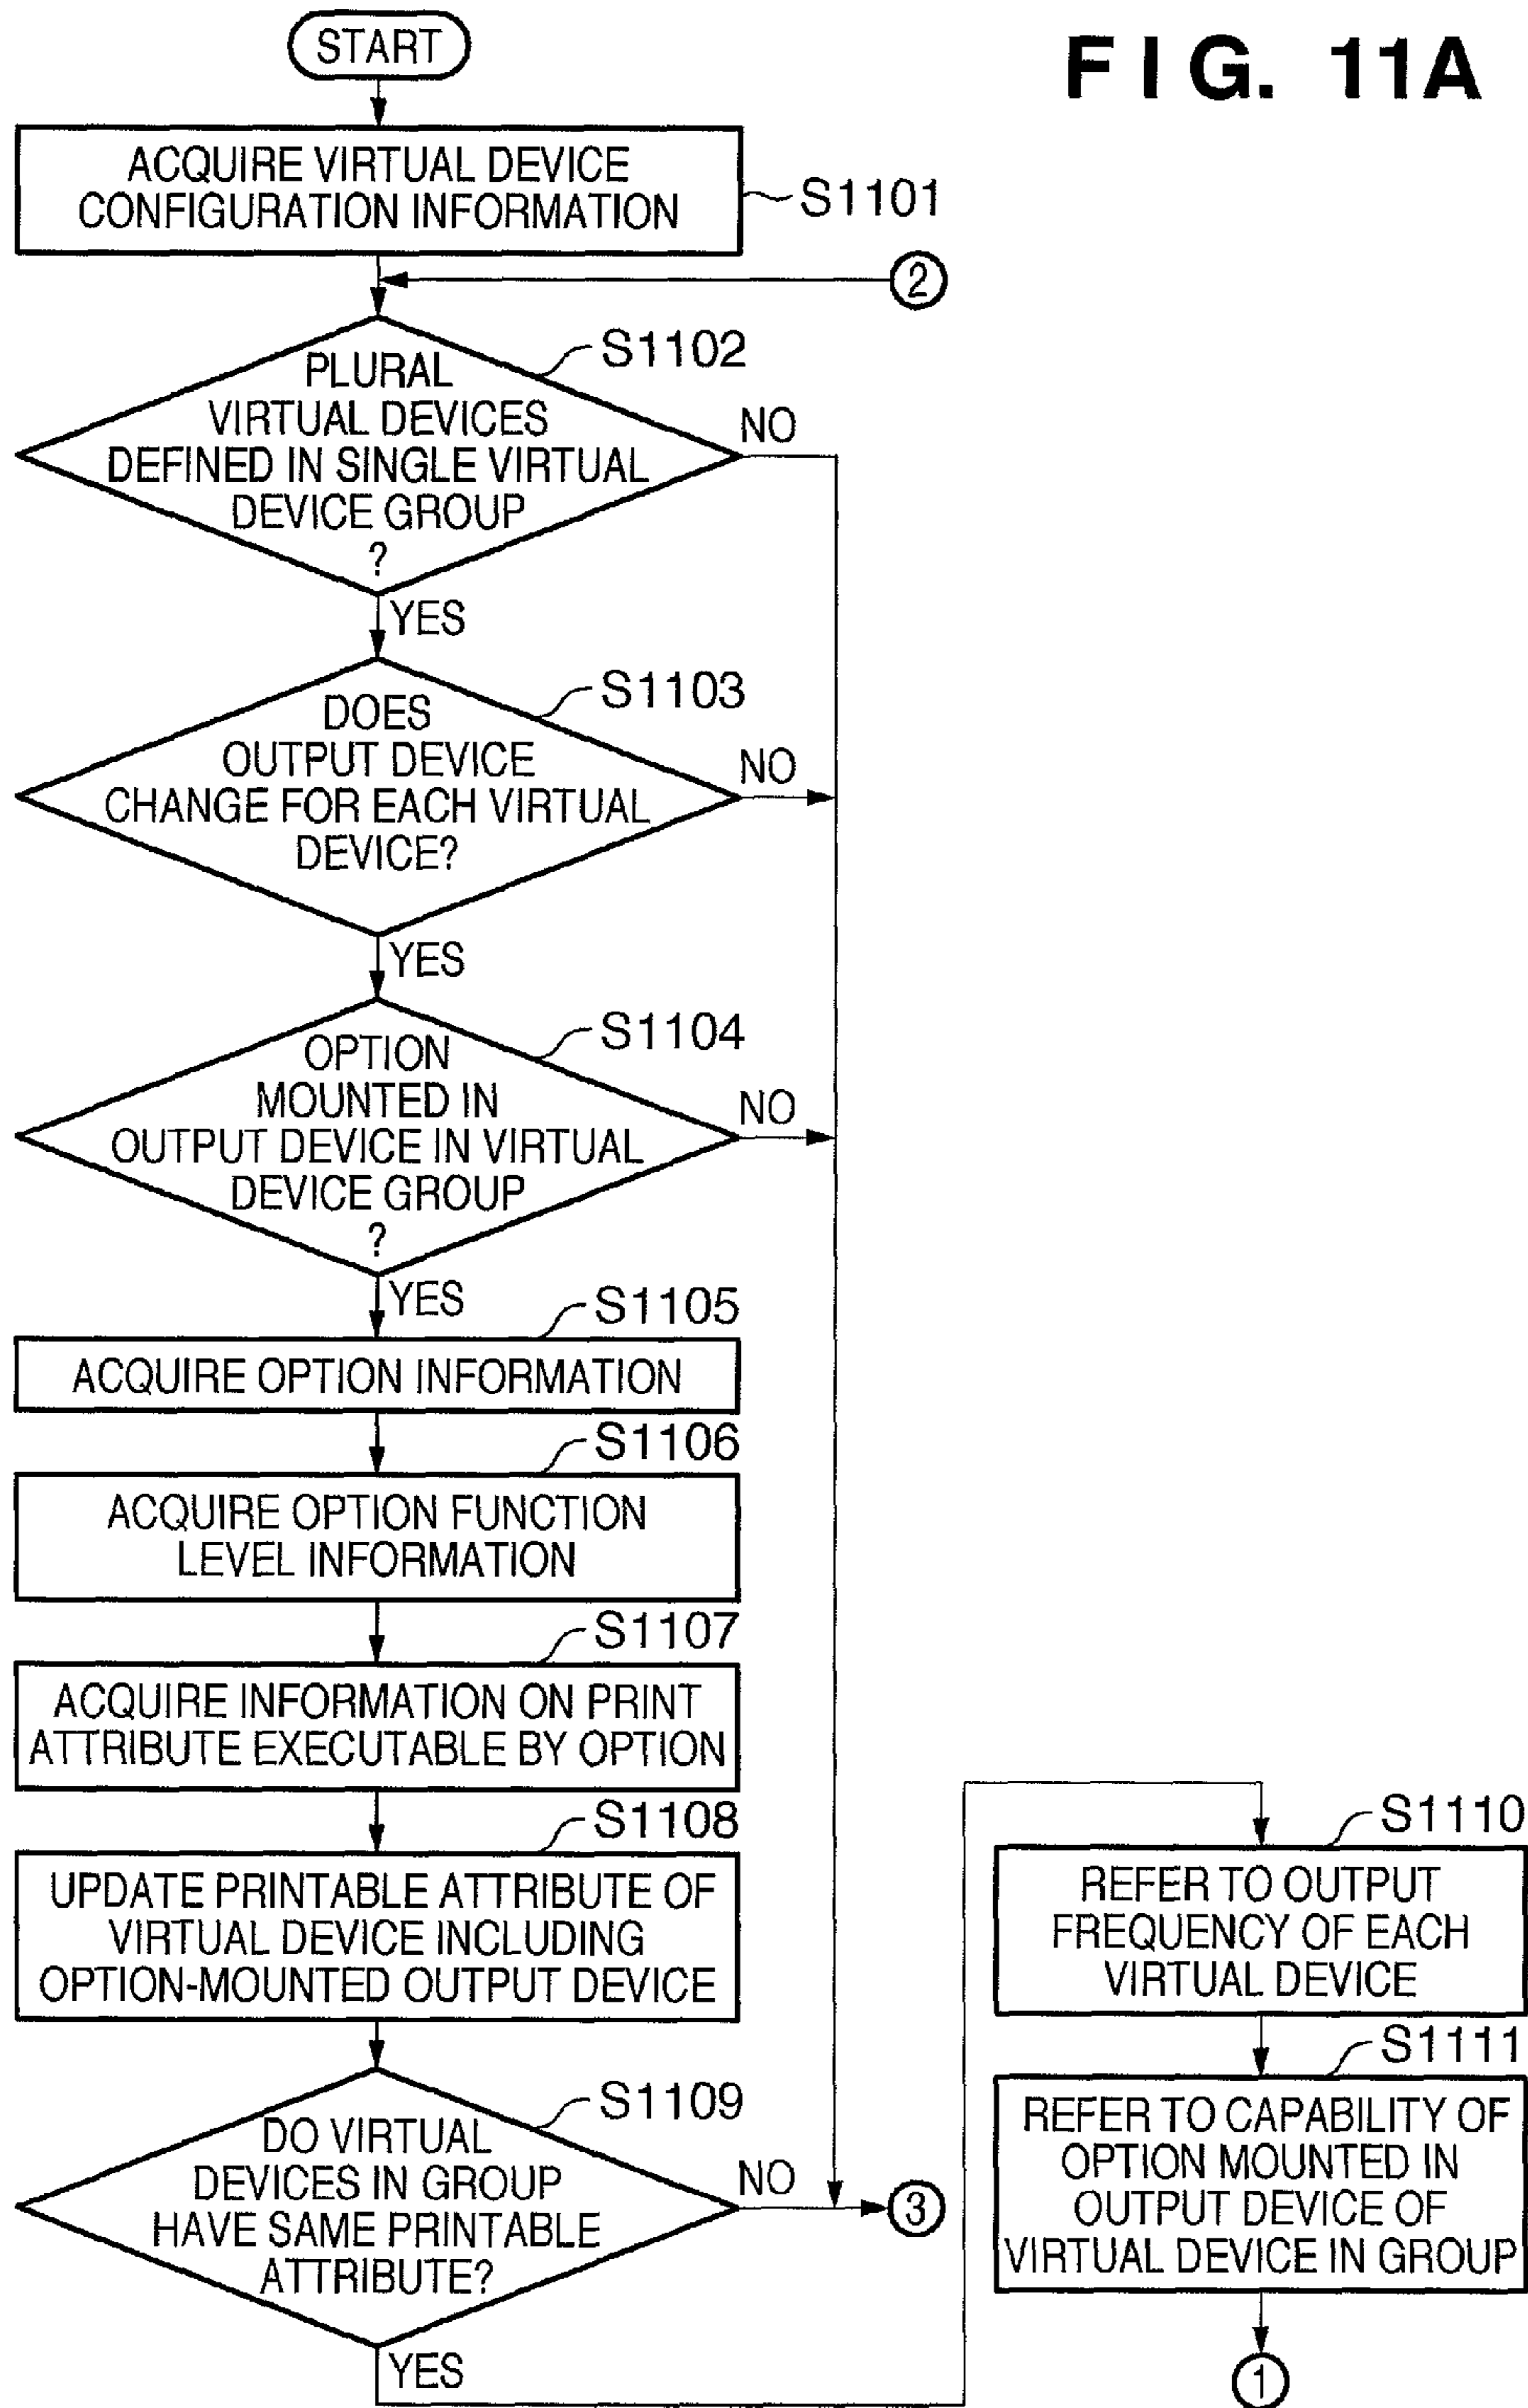 FIG. 11A
START
ACQUIRE VIRTUAL DEVICE
CONFIGURATION INFORMATION
S1101
2
S1102
PLURAL
VIRTUAL DEVICES
DEFINED IN SINGLE VIRTUAL
DEVICE GROUP
?
NO
YES
S1103
DOES
OUTPUT DEVICE
CHANGE FOR EACH VIRTUAL
DEVICE?
NO
YES
S1104
OPTION
MOUNTED IN
OUTPUT DEVICE IN VIRTUAL
DEVICE GROUP
?
NO
YES
S1105
ACQUIRE OPTION INFORMATION
S1106
ACQUIRE OPTION FUNCTION
LEVEL INFORMATION
S1107
ACQUIRE INFORMATION ON PRINT
ATTRIBUTE EXECUTABLE BY OPTION
S1108
UPDATE PRINTABLE ATTRIBUTE OF
VIRTUAL DEVICE INCLUDING
OPTION-MOUNTED OUTPUT DEVICE
S1109
DO VIRTUAL
DEVICES IN GROUP
HAVE SAME PRINTABLE
ATTRIBUTE?
NO
3
YES
S1110
REFER TO OUTPUT
FREQUENCY OF EACH
VIRTUAL DEVICE
S1111
REFER TO CAPABILITY OF
OPTION MOUNTED IN
OUTPUT DEVICE OF
VIRTUAL DEVICE IN GROUP
1